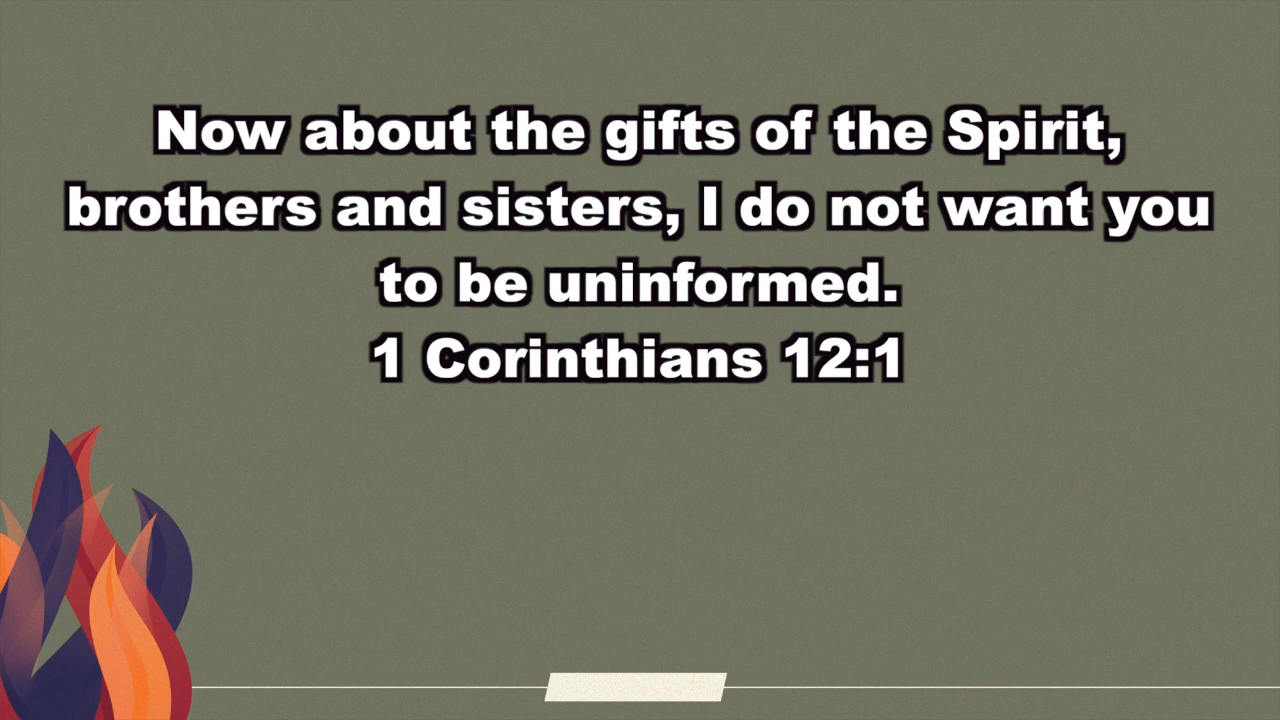 Now about the gifts of the Spirit,
brothers and sisters, I do not want you
to be uninformed.
1 Corinthians 12:1